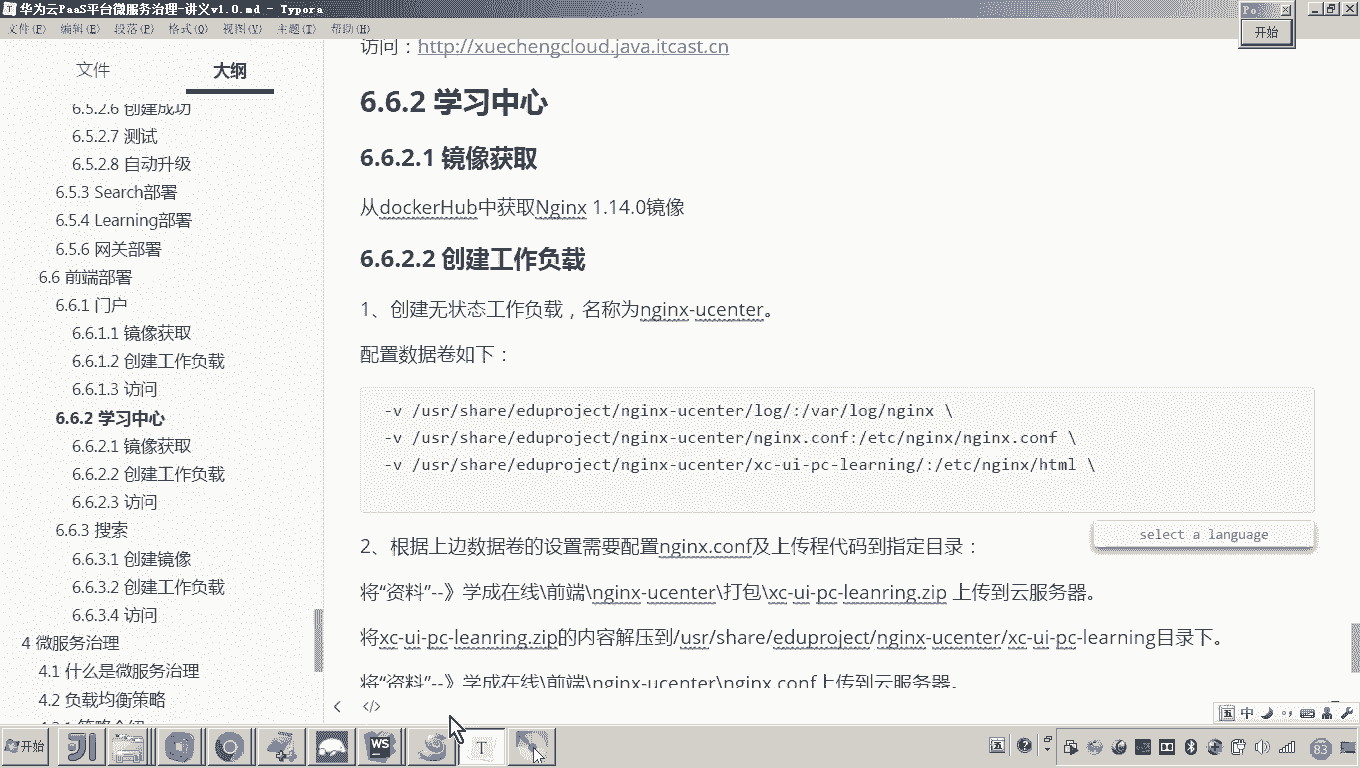 华为云PaaS平台微服务治理-讲义v1.0.md - Typora
文件(F) 编辑(E) 段落(P) 格式(O) 视图(V) 主题(T) 帮助(H)
开始
文件 大纲
6.5.2.6 创建成功
6.5.2.7 测试
6.5.2.8 自动升级
6.5.3 Search部署
6.5.4 Learning部署
6.5.6 网关部署
6.6 前端部署
6.6.1 门户
6.6.1.1 镜像获取
6.6.1.2 创建工作负载
6.6.1.3 访问
6.6.2 学习中心
6.6.2.1 镜像获取
6.6.2.2 创建工作负载
6.6.2.3 访问
6.6.3 搜索
6.6.3.1 创建镜像
6.6.3.2 创建工作负载
6.6.3.4 访问
4 微服务治理
4.1 什么是微服务治理
4.2 负载均衡策略
访问：http://xuechengcloud.java.itcast.cn
6.6.2 学习中心
6.6.2.1 镜像获取
从dockerHub中获取Nginx 1.14.0镜像
6.6.2.2 创建工作负载
1、创建无状态工作负载，名称为nginx-ucenter。
配置数据卷如下：
-v /usr/share/eduproject/nginx-ucenter/log/:/var/log/nginx \
-v /usr/share/eduproject/nginx-ucenter/nginx.conf:/etc/nginx/nginx.conf \
-v /usr/share/eduproject/nginx-ucenter/xc-ui-pc-learning/:/etc/nginx/html \
select a language
2、根据上边数据卷的设置需要配置nginx.conf及上传程代码到指定目录：
将“资料”--》学成在线\前端\nginx-ucenter\打包\xc-ui-pc-leanring.zip 上传到云服务器。
将xc-ui-pc-leanring.zip的内容解压到/usr/share/eduproject/nginx-ucenter/xc-ui-pc-learning目录下。
将“资料”--》学成在线\前端\nginx-ucenter\nginx.conf上传到云服务器。
</> 
五 中
开始
WS
T
五
83